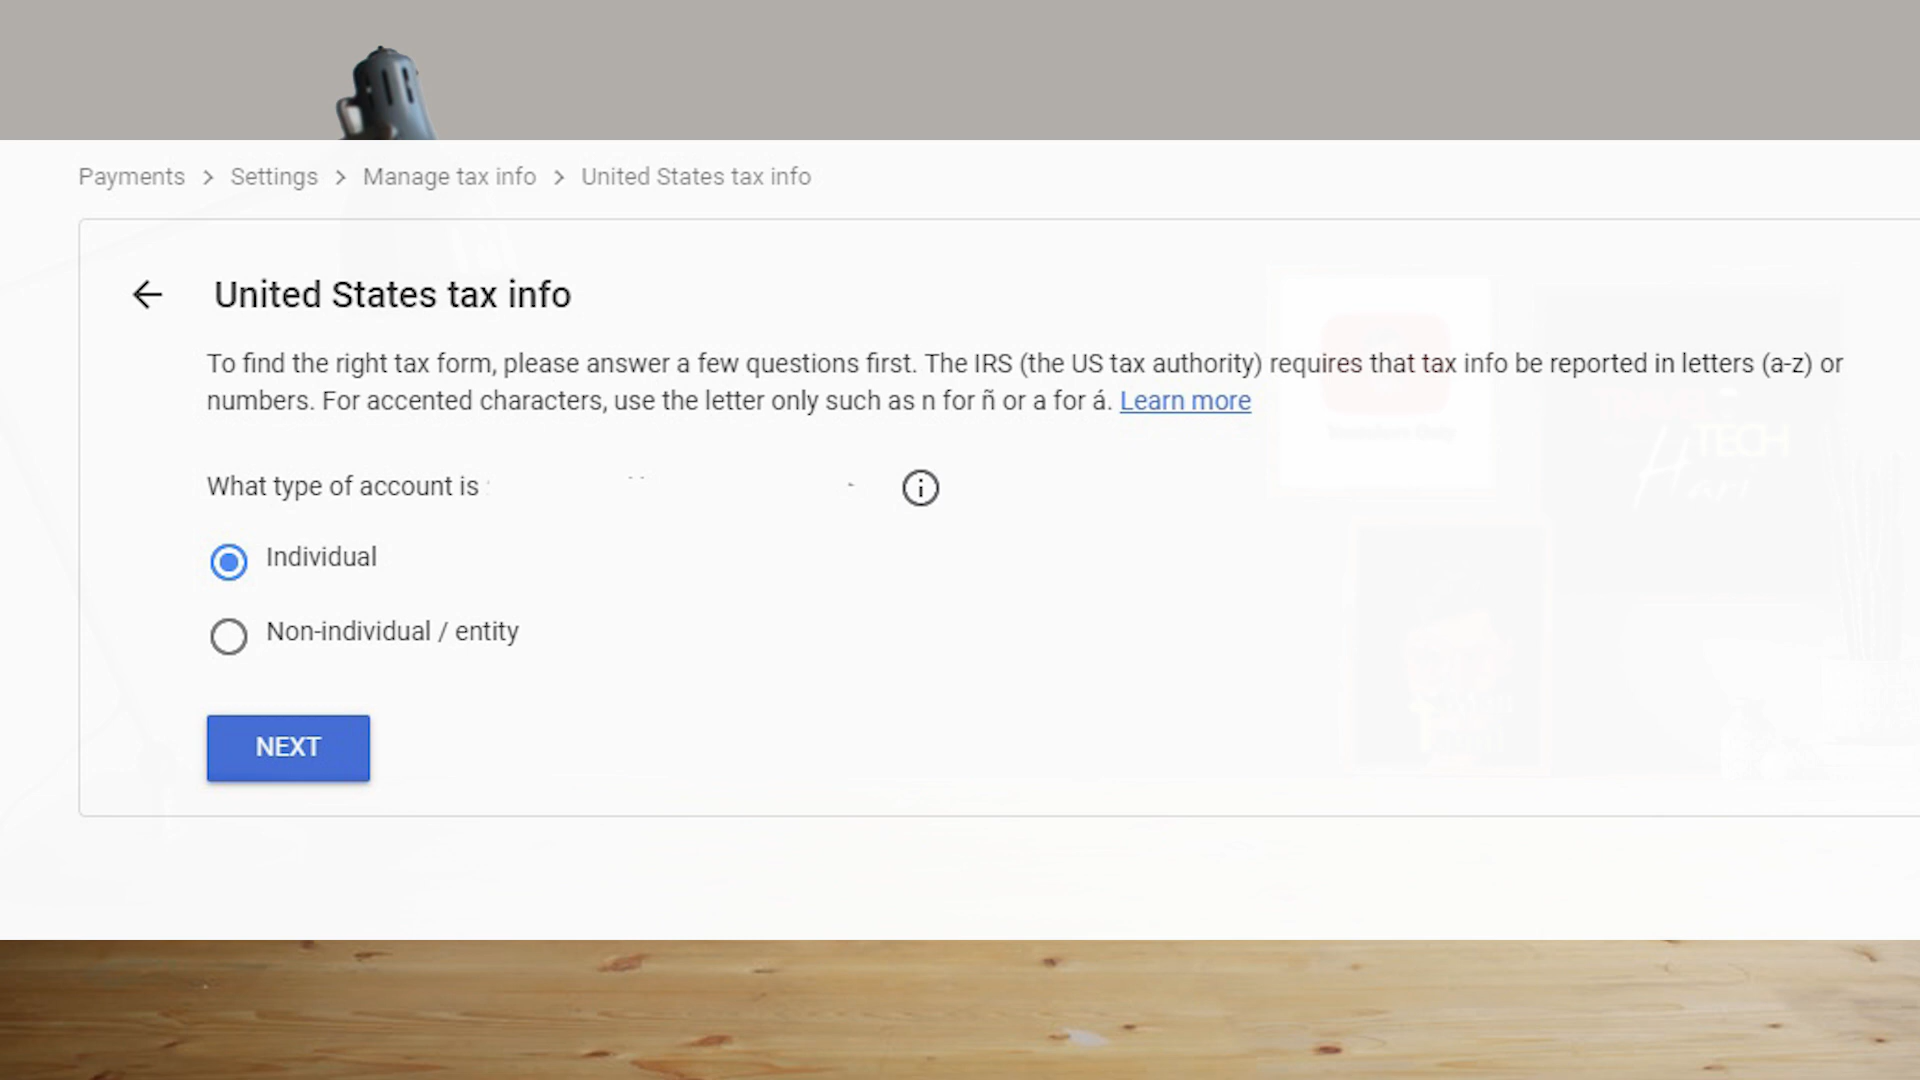 Payments > Settings > Manage tax info > United States tax info
United States tax info
To find the right tax form, please answer a few questions first. The IRS (the US tax authority) requires that tax info be reported in letters (a-z) or
numbers. For accented characters, use the letter only such as n for ñ or a for á. Learn more
What type of account is
Individual
Non-individual / entity
NEXT
TECH
Hari